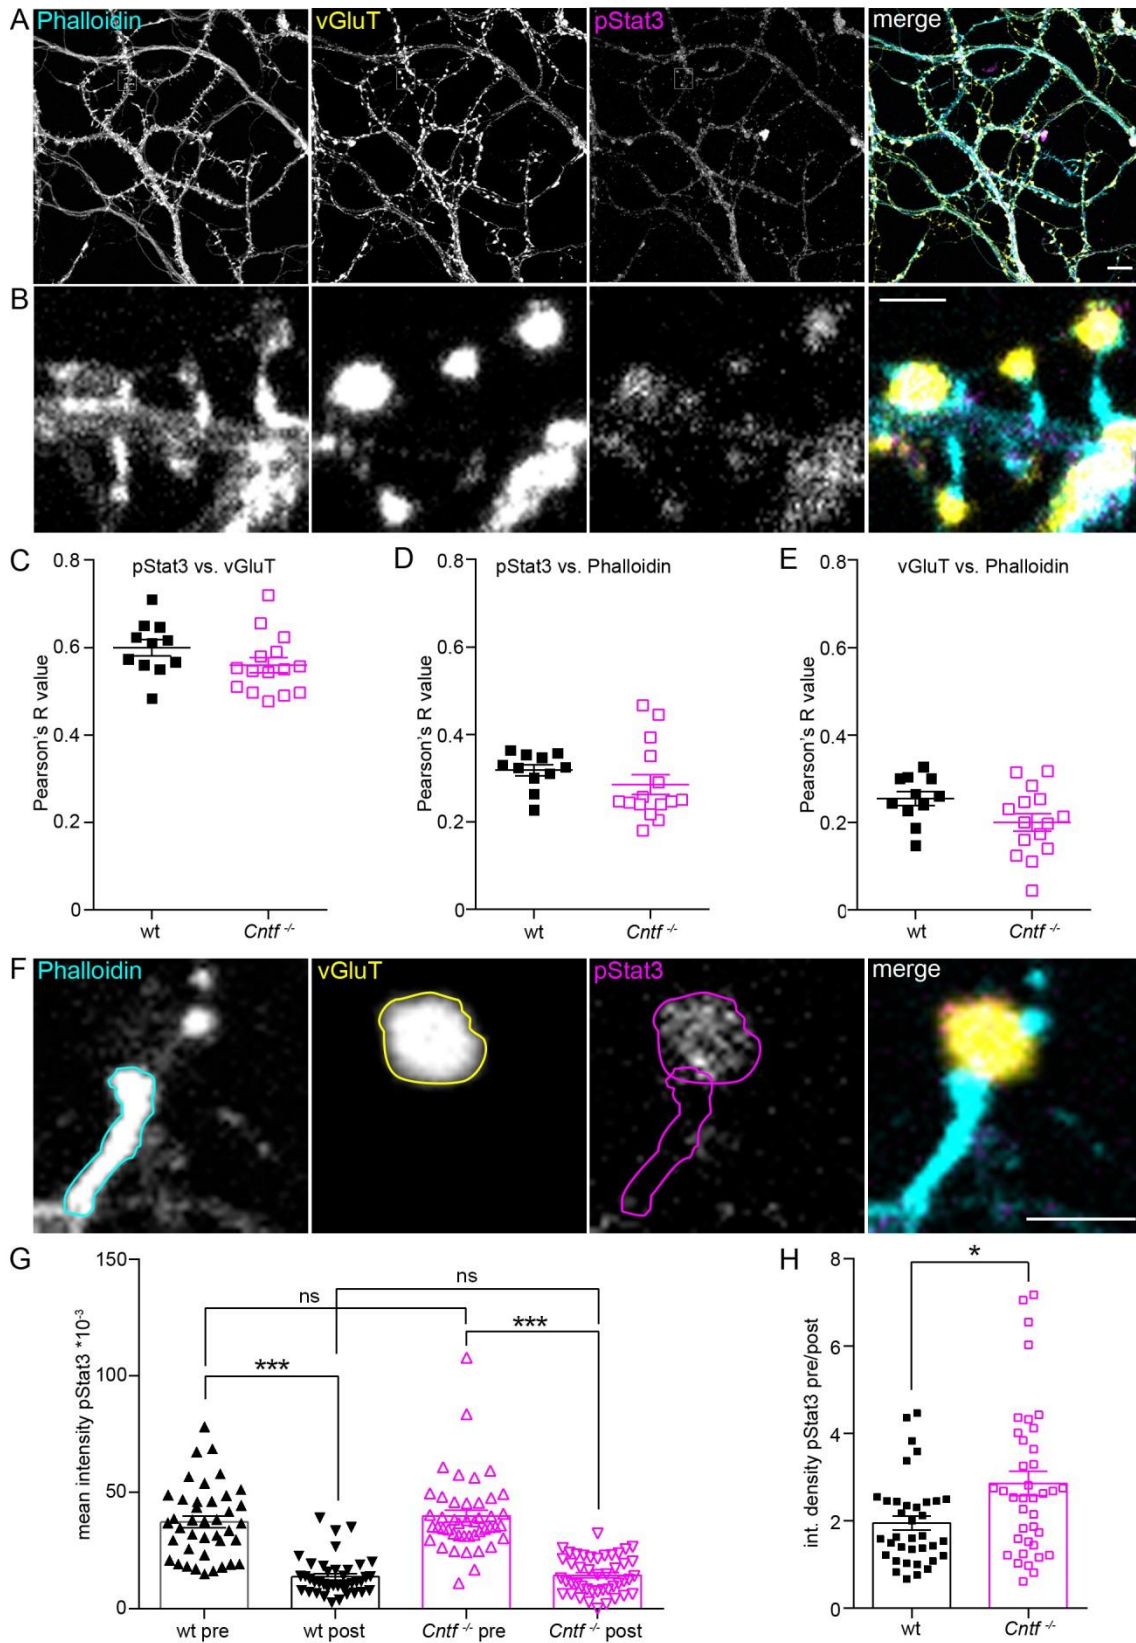 A Phalloidin vGluT pStat3 merge
B
C pStat3 vs. vGluT
D pStat3 vs. Phalloidin
E vGluT vs. Phalloidin
Pearson's R value
0.8
0.6
0.4
0.2
0
wt Cntf -/-
Pearson's R value
0.8
0.6
0.4
0.2
0
wt Cntf -/-
Pearson's R value
0.8
0.6
0.4
0.2
0
wt Cntf -/-
F Phalloidin vGluT pStat3 merge
G
mean intensity pStat3 *10-3
150
100
50
0
ns
ns
***
***
wt pre wt post Cntf -/- pre Cntf -/- post
H
int. density pStat3 pre/post
8
6
4
2
0
*
wt Cntf -/-